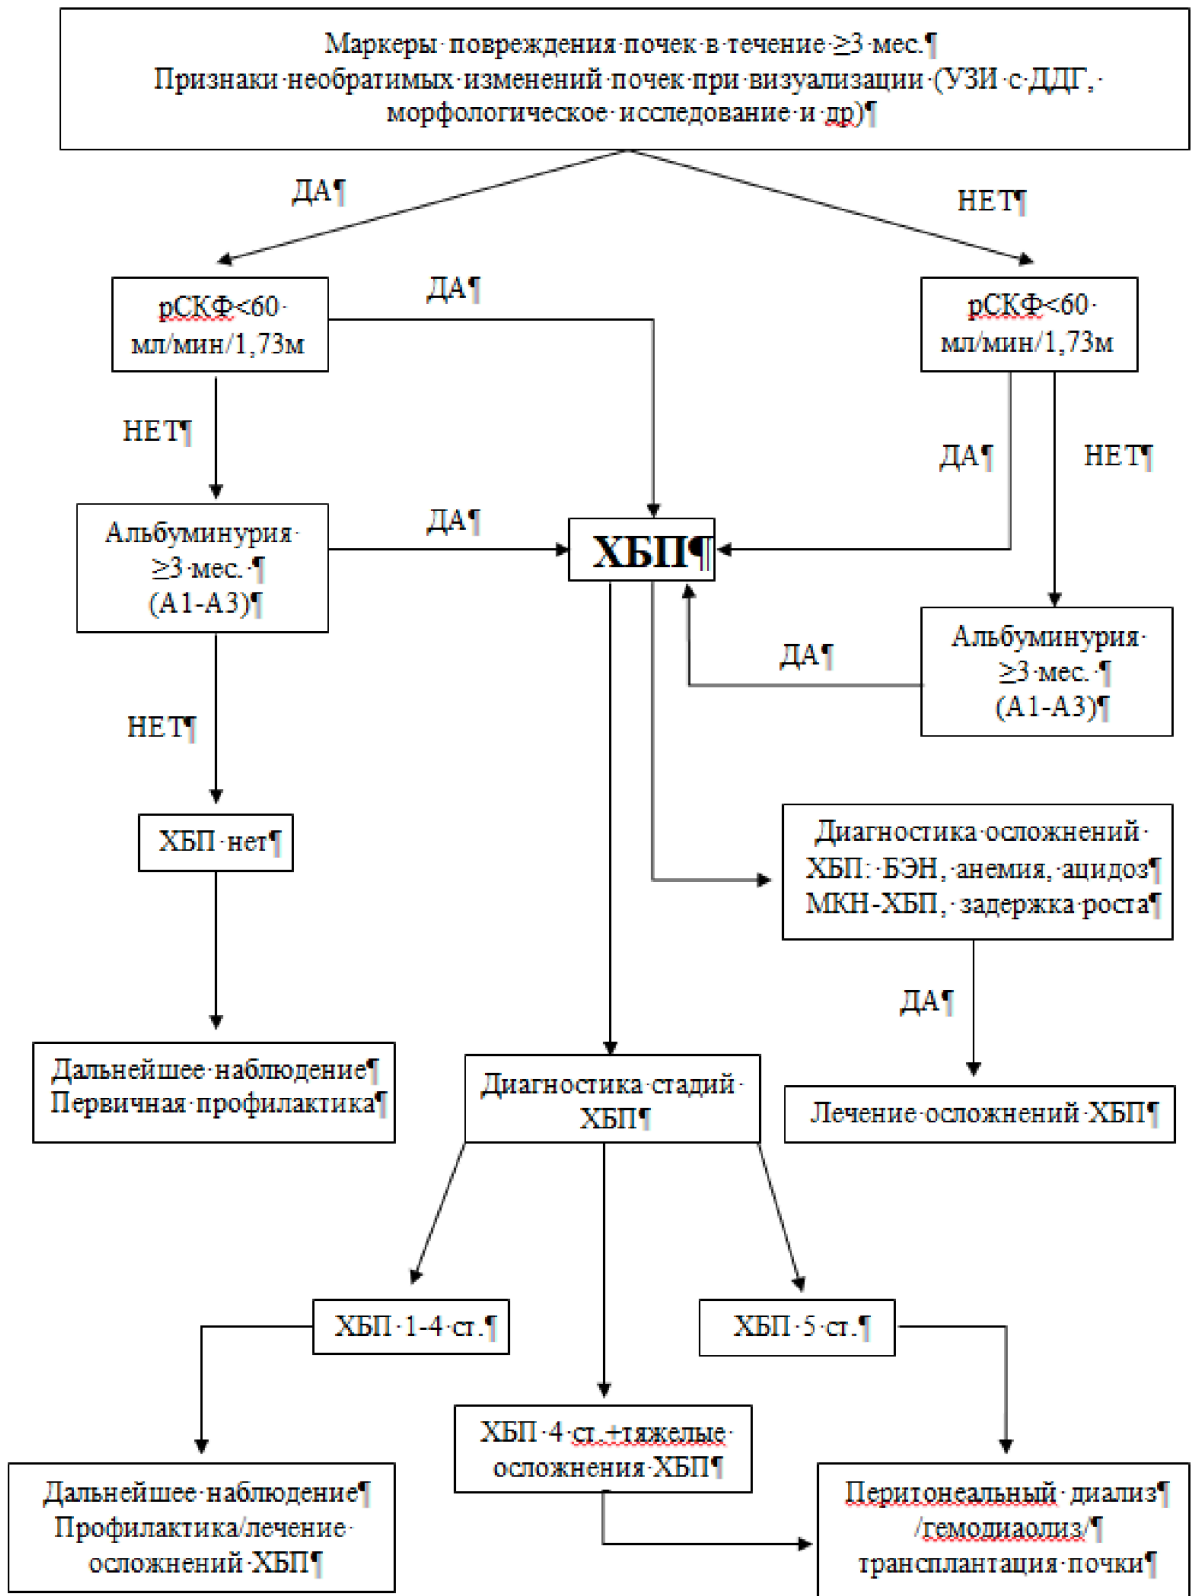 Маркеры повреждения почек в течение ≥3 мес.¶
Признаки необратимых изменений почек при визуализации (УЗИ с ДДГ,
морфологическое исследование и др)¶
ДА¶
НЕТ¶
рСКФ<60
мл/мин/1,73м
ДА¶
рСКФ<60
мл/мин/1,73м
НЕТ¶
ДА¶
НЕТ¶
Альбуминурия
≥3 мес. ¶
(А1-А3)¶
ДА¶
ХБП¶
Альбуминурия
≥3 мес. ¶
(А1-А3)¶
ДА¶
НЕТ¶
ХБП нет¶
Диагностика осложнений
ХБП: БЭН, анемия, ацидоз¶
МКН-ХБП, задержка роста¶
ДА¶
Дальнейшее наблюдение¶
Первичная профилактика¶
Диагностика стадий
ХБП¶
Лечение осложнений ХБП¶
ХБП 1-4 ст.¶
ХБП 5 ст.¶
ХБП 4 ст.+тяжелые
осложнения ХБП¶
Дальнейшее наблюдение¶
Профилактика/лечение
осложнений ХБП¶
Перитонеальный диализ¶
/гемодиаолиз/¶
трансплантация почки¶